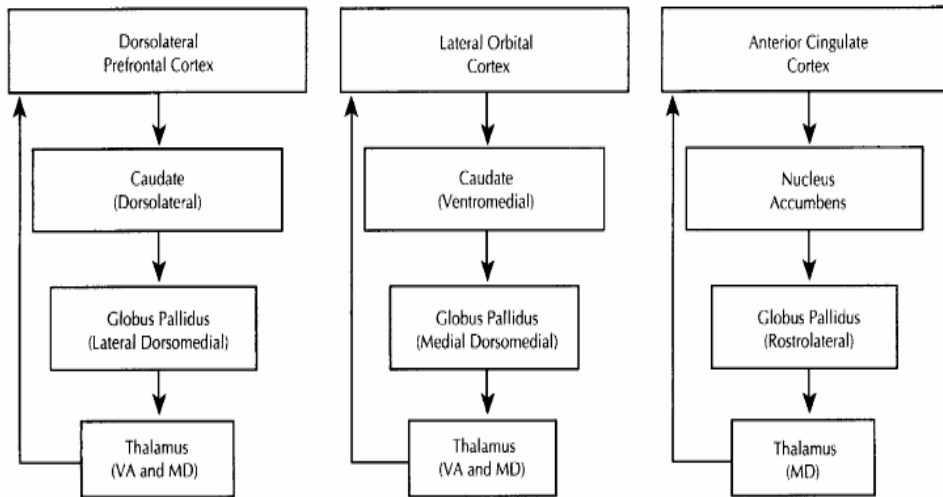 Dorsolateral
Prefrontal Cortex
Caudate
(Dorsolateral)
Globus Pallidus
(Lateral Dorsomedial)
Thalamus
(VA and MD)
Lateral Orbital
Cortex
Caudate
(Ventromedial)
Globus Pallidus
(Medial Dorsomedial)
Thalamus
(VA and MD)
Anterior Cingulate
Cortex
Nucleus
Accumbens
Globus Pallidus
(Rostrolateral)
Thalamus
(MD)